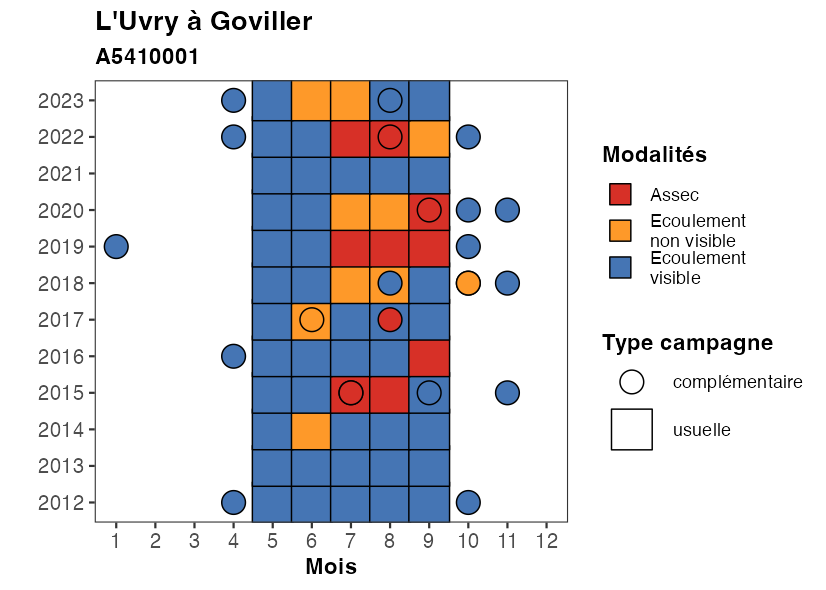 L'Uvry à Goviller
A5410001
2023
2022
2021
2020
2019
2018
2017
2016
2015
2014
2013
2012
1 2 3 4 5 6 7 8 9 10 11 12
Mois
Modalités
Assec
Ecoulement
non visible
Ecoulement
visible
Type campagne
complémentaire
usuelle